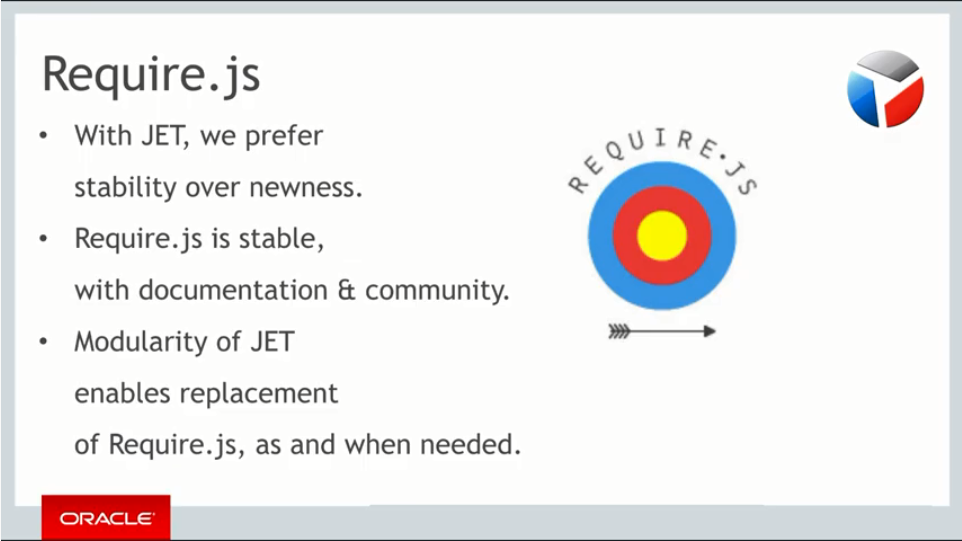 Require.js
• With JET, we prefer
stability over newness.
• Require.js is stable,
with documentation & community.
• Modularity of JET
enables replacement
of Require.js, as and when needed.
REQUIRE•JS
ORACLE